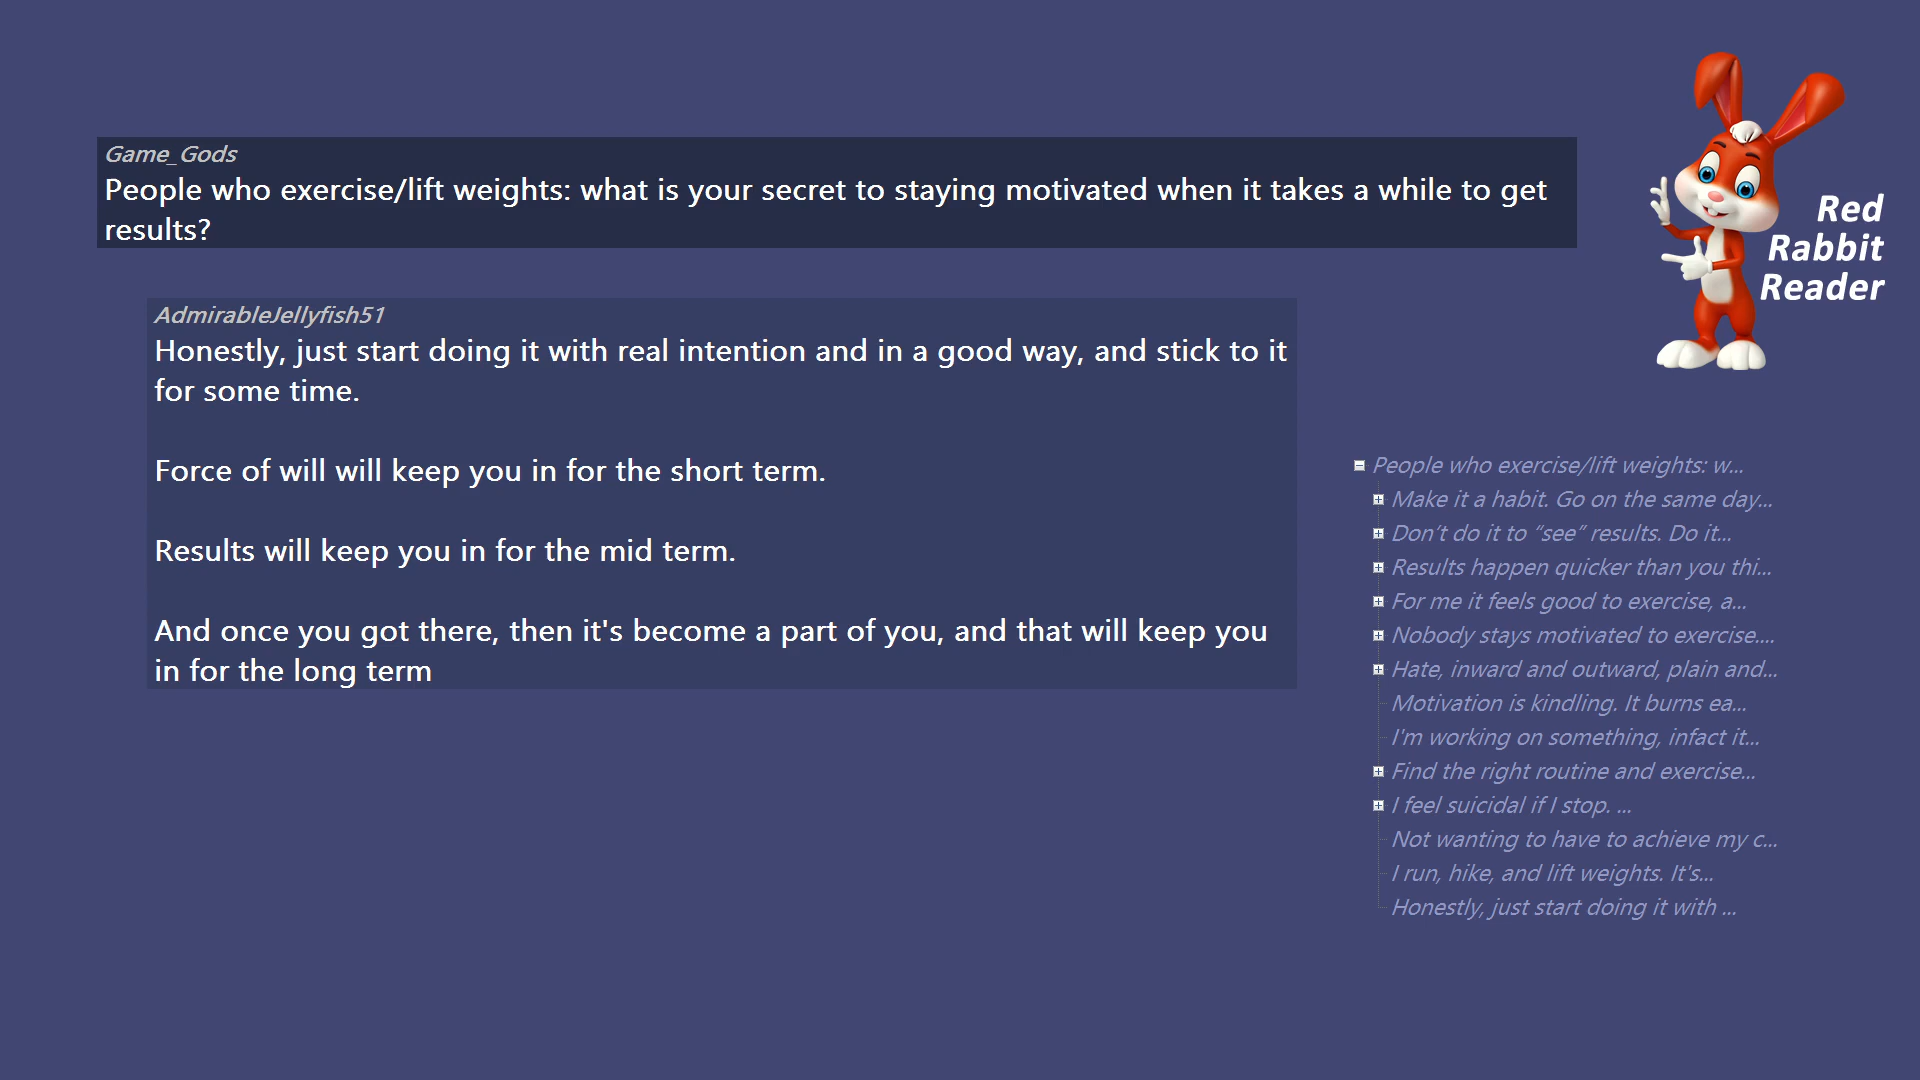 Game_Gods
People who exercise/lift weights: what is your secret to staying motivated when it takes a while to get
results?
AdmirableJellyfish51
Honestly, just start doing it with real intention and in a good way, and stick to it
for some time.
Force of will will keep you in for the short term.
Results will keep you in for the mid term.
And once you got there, then it's become a part of you, and that will keep you
in for the long term
Red
Rabbit
Reader
People who exercise/lift weights: w...
Make it a habit. Go on the same day...
Don’t do it to “see” results. Do it...
Results happen quicker than you thi...
For me it feels good to exercise, a...
Nobody stays motivated to exercise....
Hate, inward and outward, plain and...
Motivation is kindling. It burns ea...
I'm working on something, infact it...
Find the right routine and exercise...
I feel suicidal if I stop. ...
Not wanting to have to achieve my c...
I run, hike, and lift weights. It's...
Honestly, just start doing it with ...